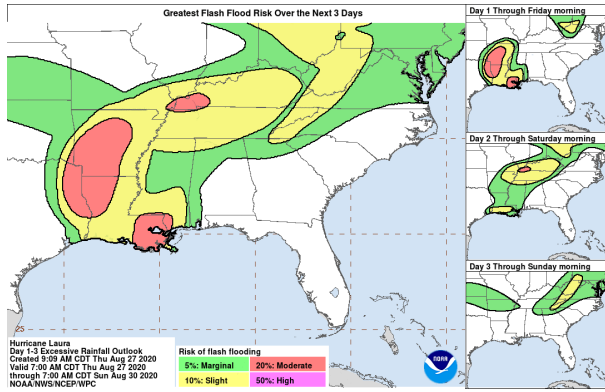 Greatest Flash Flood Risk Over the Next 3 Days
Day 1 Through Friday morning
Day 2 Through Saturday morning
Day 3 Through Sunday morning
25
Hurricane Laura
Day 1-3 Excessive Rainfall Outlook
Created 9:09 AM CDT Thu Aug 27 2020
Valid 7:00 AM CDT Thu Aug 27 2020
through 7:00 AM CDT Sun Aug 30 2020
NOAA/NWS/NCEP/WPC
Risk of flash flooding
5%: Marginal
20%: Moderate
10%: Slight
50%: High
NOAA